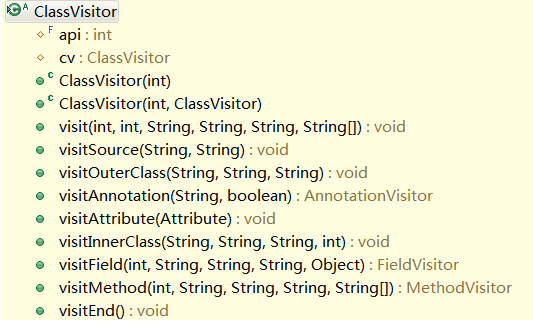 ClassVisitor
api : int
cv : ClassVisitor
ClassVisitor(int)
ClassVisitor(int, ClassVisitor)
visit(int, int, String, String, String, String[]) : void
visitSource(String, String) : void
visitOuterClass(String, String, String) : void
visitAnnotation(String, boolean) : AnnotationVisitor
visitAttribute(Attribute) : void
visitInnerClass(String, String, String, int) : void
visitField(int, String, String, String, Object) : FieldVisitor
visitMethod(int, String, String, String, String[]) : MethodVisitor
visitEnd() : void